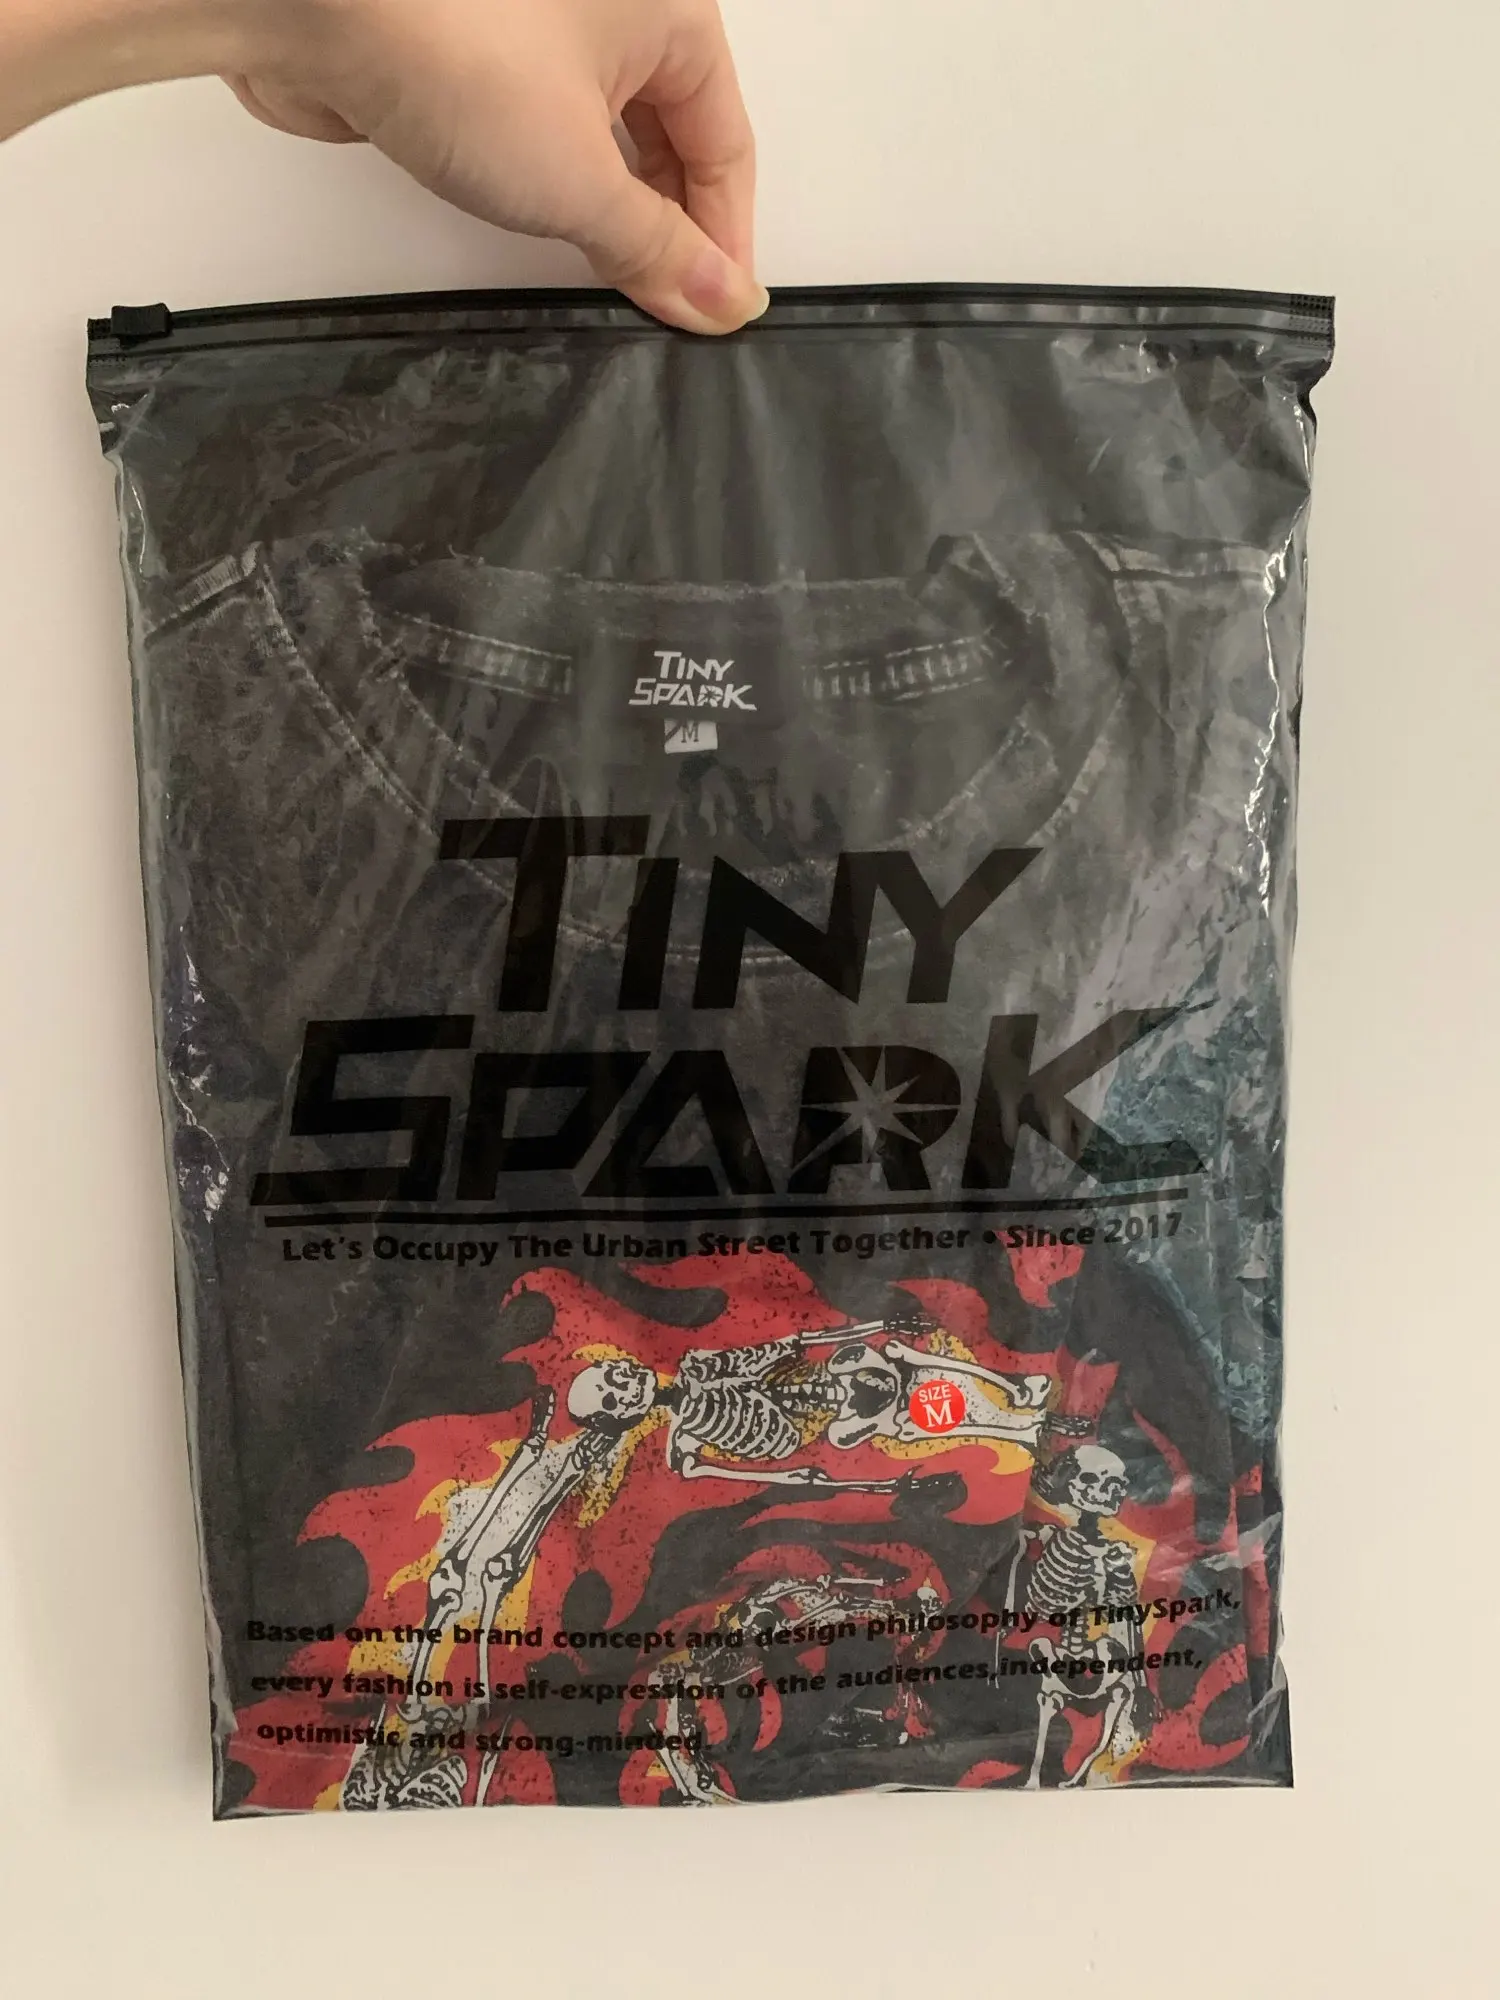 TINY
SPARK
M
TINY
SPARK
Let's Occupy The Urban Street Together • Since 2017
SIZE
M
Based on the brand concept and design philosophy of TinySpark,
every fashion is self-expression of the audiences,independent,
optimistic and strong-minded.